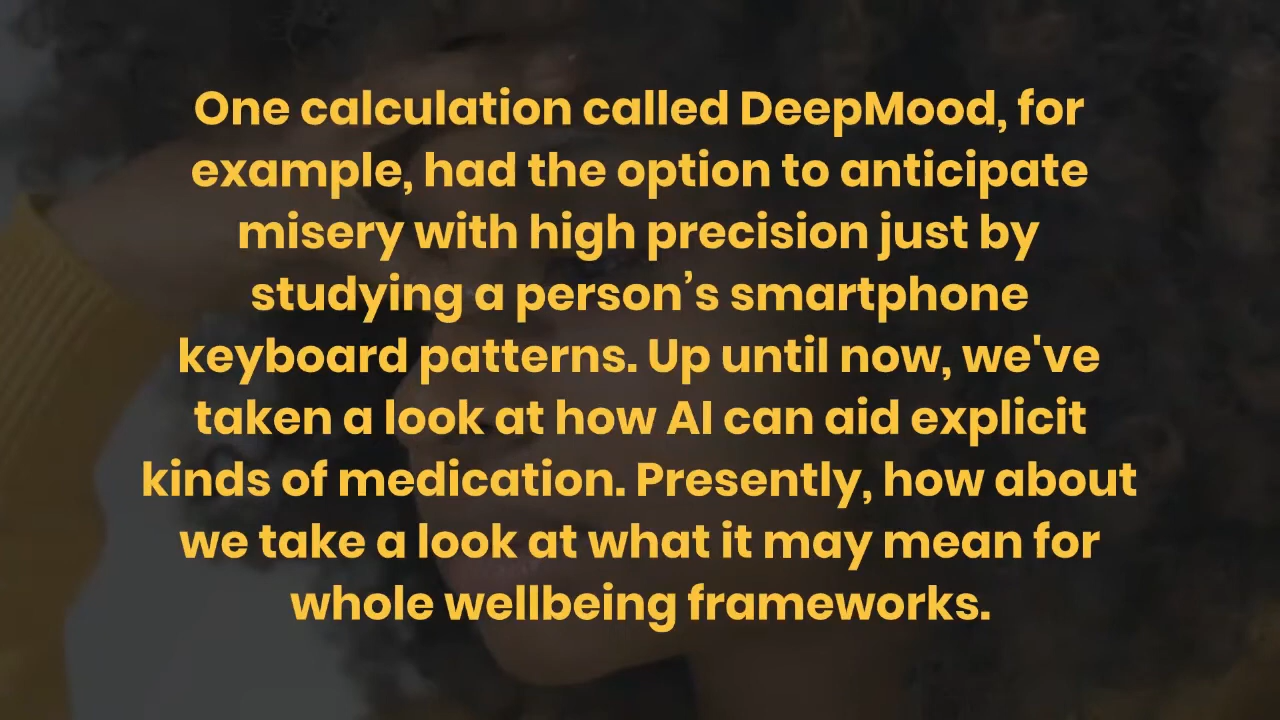 One calculation called DeepMood, for
example, had the option to anticipate
misery with high precision just by
studying a person’s smartphone
keyboard patterns. Up until now, we've
taken a look at how AI can aid explicit
kinds of medication. Presently, how about
we take a look at what it may mean for
whole wellbeing frameworks.